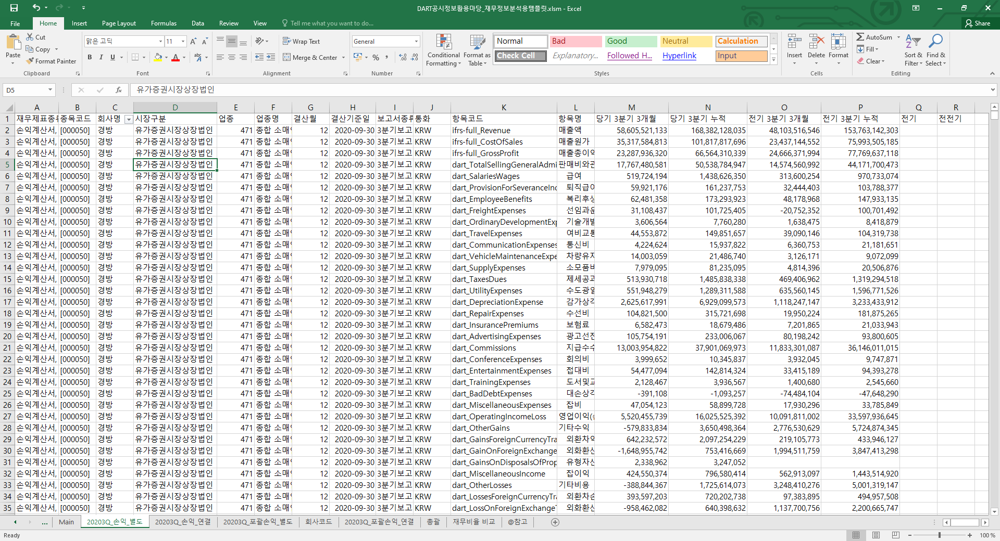 DART공시정보활용마당_재무정보분석용템플릿.xlsm - Excel
File Home Insert Page Layout Formulas Data Review View Tell me what you want to do... Share
Paste Cut Copy Format Painter Clipboard
맑은 고딕 11 B I U Font
Wrap Text Merge & Center Alignment
General % Number
Conditional Formatting Format as Table
Normal Bad Good Neutral Calculation
Check Cell Explanatory... Followed H... Hyperlink Input
Styles
Insert Delete Format Cells
AutoSum Fill Clear Sort & Filter Find & Select Editing
D5 fx 유가증권시장상장법인
A B C D E F G H I J K L M N O P Q R
1 재무제표종류 종목코드 회사명 시장구분 업종 업종명 결산월 결산기준일 보고서종류 통화 항목코드 항목명 당기 3분기 3개월 당기 3분기 누적 전기 3분기 3개월 전기 3분기 누적 전기 전전기
2 손익계산서, [000050] 경방 유가증권시장상장법인 471 종합 소매 12 2020-09-30 3분기보고 KRW ifrs-full_Revenue 매출액 58,605,521,133 168,382,128,035 48,103,516,546 153,763,142,303
3 손익계산서, [000050] 경방 유가증권시장상장법인 471 종합 소매 12 2020-09-30 3분기보고 KRW ifrs-full_CostOfSales 매출원가 35,317,584,813 101,817,817,696 23,437,144,552 75,993,505,185
4 손익계산서, [000050] 경방 유가증권시장상장법인 471 종합 소매 12 2020-09-30 3분기보고 KRW ifrs-full_GrossProfit 매출총이익 23,287,936,320 66,564,310,339 24,666,371,994 77,769,637,118
5 손익계산서, [000050] 경방 유가증권시장상장법인 471 종합 소매 12 2020-09-30 3분기보고 KRW dart_TotalSellingGeneralAdmi 판매비와관 17,767,480,581 50,538,784,947 14,574,560,992 44,171,700,473
6 손익계산서, [000050] 경방 유가증권시장상장법인 471 종합 소매 12 2020-09-30 3분기보고 KRW dart_SalariesWages 급여 519,724,194 1,438,626,350 313,600,254 970,733,074
7 손익계산서, [000050] 경방 유가증권시장상장법인 471 종합 소매 12 2020-09-30 3분기보고 KRW dart_ProvisionForSeveranceInd 퇴직급여 59,921,176 161,237,753 32,444,403 103,788,377
8 손익계산서, [000050] 경방 유가증권시장상장법인 471 종합 소매 12 2020-09-30 3분기보고 KRW dart_EmployeeBenefits 복리후생 62,481,358 173,293,923 48,178,968 147,933,135
9 손익계산서, [000050] 경방 유가증권시장상장법인 471 종합 소매 12 2020-09-30 3분기보고 KRW dart_FreightExpenses 선임과운 31,108,437 101,725,405 -20,752,352 100,701,492
10 손익계산서, [000050] 경방 유가증권시장상장법인 471 종합 소매 12 2020-09-30 3분기보고 KRW dart_OrdinaryDevelopmentExp 기술개발 3,606,564 7,760,280 1,638,475 8,418,879
11 손익계산서, [000050] 경방 유가증권시장상장법인 471 종합 소매 12 2020-09-30 3분기보고 KRW dart_TravelExpenses 여비교통 44,553,872 149,851,657 39,090,146 104,319,738
12 손익계산서, [000050] 경방 유가증권시장상장법인 471 종합 소매 12 2020-09-30 3분기보고 KRW dart_CommunicationExpenses 통신비 4,224,624 15,937,822 6,360,753 21,181,651
13 손익계산서, [000050] 경방 유가증권시장상장법인 471 종합 소매 12 2020-09-30 3분기보고 KRW dart_VehicleMaintenanceExpe 차량유지 14,003,059 21,486,740 3,126,171 9,072,099
14 손익계산서, [000050] 경방 유가증권시장상장법인 471 종합 소매 12 2020-09-30 3분기보고 KRW dart_SupplyExpenses 소모품비 7,979,095 81,235,095 4,814,396 20,506,876
15 손익계산서, [000050] 경방 유가증권시장상장법인 471 종합 소매 12 2020-09-30 3분기보고 KRW dart_TaxesDues 제세공과 513,930,718 1,485,838,338 469,406,962 1,319,294,518
16 손익계산서, [000050] 경방 유가증권시장상장법인 471 종합 소매 12 2020-09-30 3분기보고 KRW dart_UtilityExpenses 수도광열 551,948,279 1,289,311,588 635,560,145 1,596,771,526
17 손익계산서, [000050] 경방 유가증권시장상장법인 471 종합 소매 12 2020-09-30 3분기보고 KRW dart_DepreciationExpense 감가상각 2,625,617,991 6,929,099,573 1,118,247,147 3,233,433,912
18 손익계산서, [000050] 경방 유가증권시장상장법인 471 종합 소매 12 2020-09-30 3분기보고 KRW dart_RepairExpenses 수선비 104,821,500 315,721,698 19,950,224 181,875,265
19 손익계산서, [000050] 경방 유가증권시장상장법인 471 종합 소매 12 2020-09-30 3분기보고 KRW dart_InsurancePremiums 보험료 6,582,473 18,679,486 7,201,865 21,033,943
20 손익계산서, [000050] 경방 유가증권시장상장법인 471 종합 소매 12 2020-09-30 3분기보고 KRW dart_AdvertisingExpenses 광고선전 105,754,191 233,006,067 80,198,242 93,800,605
21 손익계산서, [000050] 경방 유가증권시장상장법인 471 종합 소매 12 2020-09-30 3분기보고 KRW dart_Commissions 지급수수 13,003,954,822 37,901,069,973 11,833,301,087 36,146,011,015
22 손익계산서, [000050] 경방 유가증권시장상장법인 471 종합 소매 12 2020-09-30 3분기보고 KRW dart_ConferenceExpenses 회의비 3,999,652 10,345,837 3,932,045 9,747,871
23 손익계산서, [000050] 경방 유가증권시장상장법인 471 종합 소매 12 2020-09-30 3분기보고 KRW dart_EntertainmentExpenses 접대비 54,477,094 142,814,324 33,415,189 94,393,278
24 손익계산서, [000050] 경방 유가증권시장상장법인 471 종합 소매 12 2020-09-30 3분기보고 KRW dart_TrainingExpenses 도서및교 2,128,467 3,936,567 1,400,680 2,545,660
25 손익계산서, [000050] 경방 유가증권시장상장법인 471 종합 소매 12 2020-09-30 3분기보고 KRW dart_BadDebtExpenses 대손상각 -391,108 -1,093,257 -74,484,104 -47,648,290
26 손익계산서, [000050] 경방 유가증권시장상장법인 471 종합 소매 12 2020-09-30 3분기보고 KRW dart_MiscellaneousExpenses 잡비 47,054,123 58,899,728 17,930,296 33,785,849
27 손익계산서, [000050] 경방 유가증권시장상장법인 471 종합 소매 12 2020-09-30 3분기보고 KRW dart_OperatingIncomeLoss 영업이익( 5,520,455,739 16,025,525,392 10,091,811,002 33,597,936,645
28 손익계산서, [000050] 경방 유가증권시장상장법인 471 종합 소매 12 2020-09-30 3분기보고 KRW dart_OtherGains 기타수익 -579,833,834 3,650,498,364 2,776,530,629 5,724,874,345
29 손익계산서, [000050] 경방 유가증권시장상장법인 471 종합 소매 12 2020-09-30 3분기보고 KRW dart_GainsForeignCurrencyTra 외환차익 642,232,572 2,097,254,229 219,105,773 433,946,127
30 손익계산서, [000050] 경방 유가증권시장상장법인 471 종합 소매 12 2020-09-30 3분기보고 KRW dart_GainOnForeignExchange 외화환산 -1,648,955,742 753,416,669 1,994,511,759 3,847,413,298
31 손익계산서, [000050] 경방 유가증권시장상장법인 471 종합 소매 12 2020-09-30 3분기보고 KRW dart_GainsOnDisposalsOfProp 유형자산 2,338,962 3,247,052
32 손익계산서, [000050] 경방 유가증권시장상장법인 471 종합 소매 12 2020-09-30 3분기보고 KRW dart_MiscellaneousIncome 잡이익 424,550,374 796,580,414 562,913,097 1,443,514,920
33 손익계산서, [000050] 경방 유가증권시장상장법인 471 종합 소매 12 2020-09-30 3분기보고 KRW dart_OtherLosses 기타비용 -388,844,367 1,725,614,073 3,248,410,276 5,001,319,147
34 손익계산서, [000050] 경방 유가증권시장상장법인 471 종합 소매 12 2020-09-30 3분기보고 KRW dart_LossesForeignCurrencyTra 외환차손 393,597,203 720,202,738 97,383,895 494,957,508
35 손익계산서, [000050] 경방 유가증권시장상장법인 471 종합 소매 12 2020-09-30 3분기보고 KRW dart_LossOnForeignExchangeT 외화환산 -958,462,082 640,398,632 1,137,700,756 2,200,665,747
... Main 20203Q_손익_별도 20203Q_손익_연결 20203Q_포괄손익_별도 회사코드 20203Q_포괄손익_연결 총괄 재무비율 비교 @참고
Ready 100 %